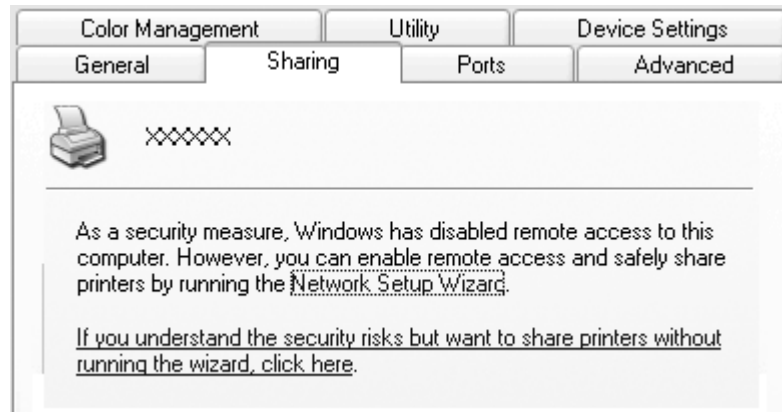 Color Management Utility Device Settings
General Sharing Ports Advanced
XXXXXX
As a security measure, Windows has disabled remote access to this
computer. However, you can enable remote access and safely share
printers by running the Network Setup Wizard.
If you understand the security risks but want to share printers without
running the wizard, click here.